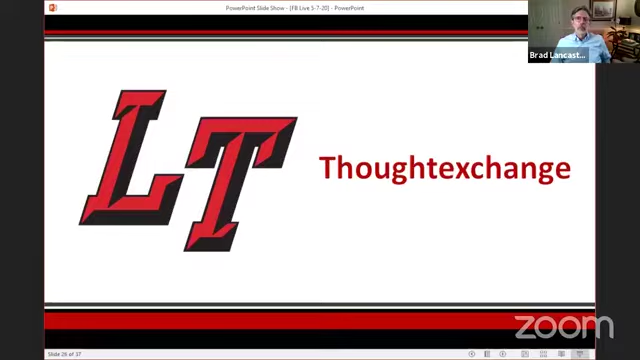 PowerPoint Slide Show - [FB Live 5-7-20] - PowerPoint
Brad Lancast...
LT
Thoughtexchange
zoom
Slide 26 of 37